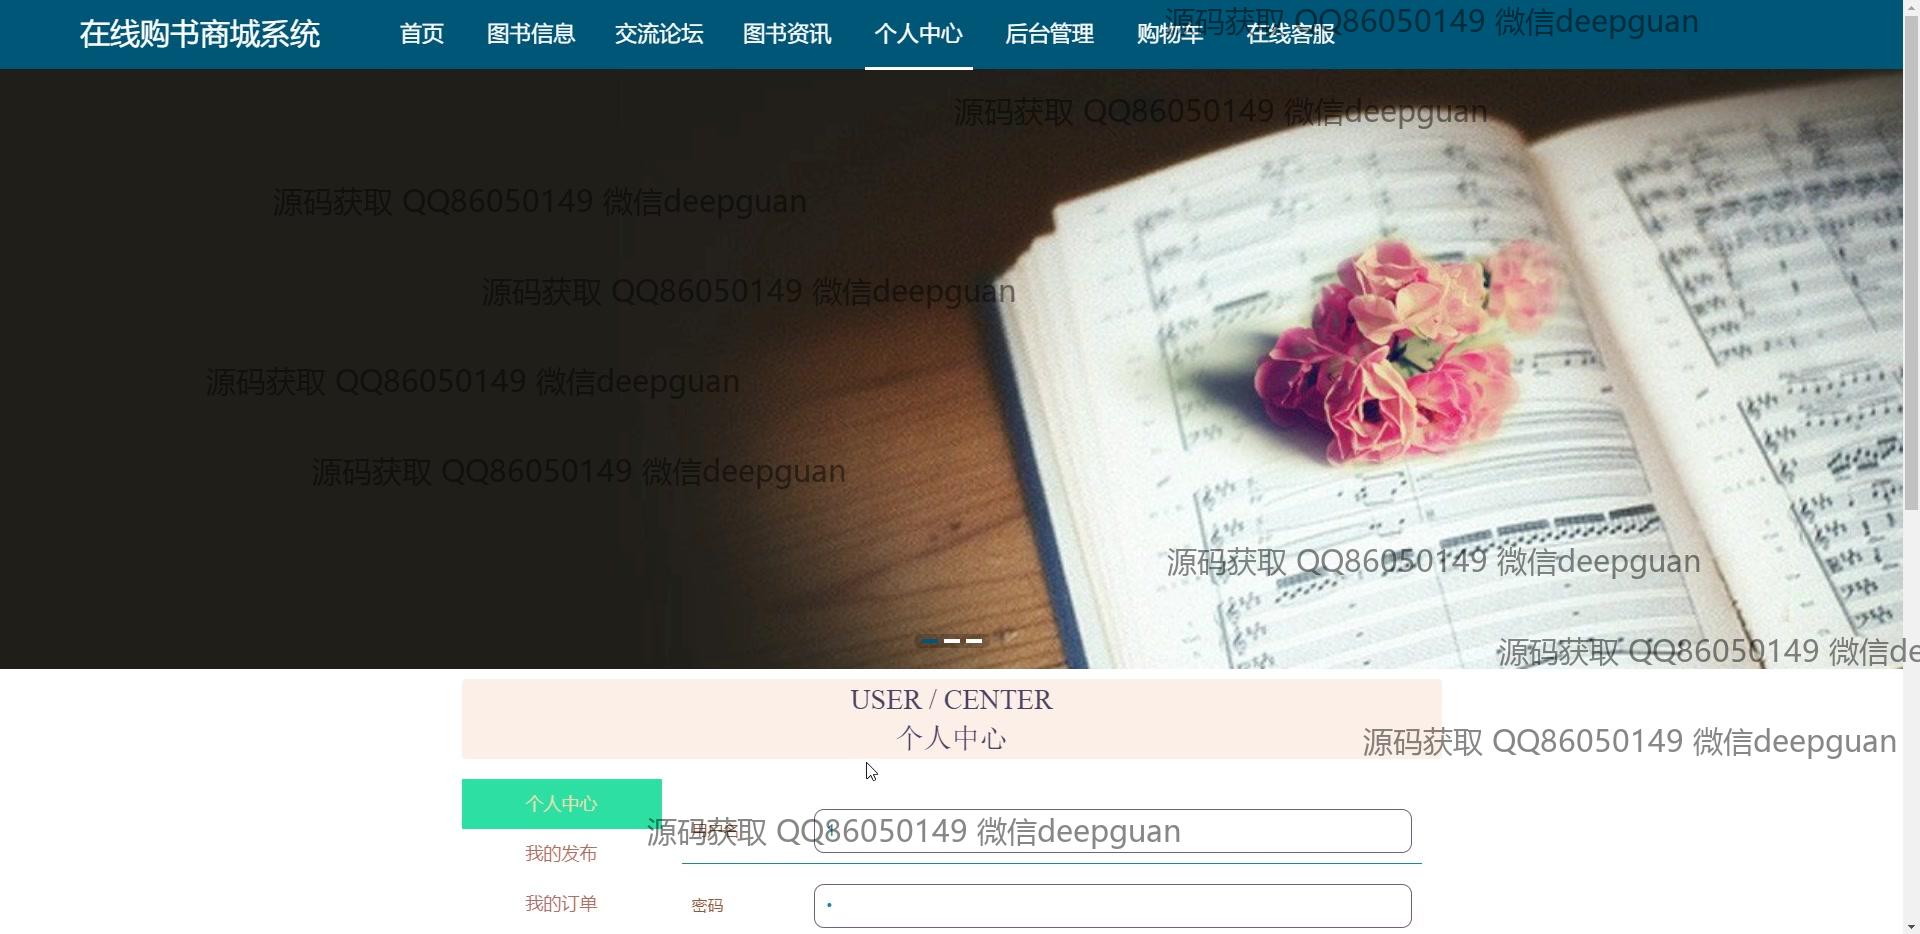 在线购书商城系统
首页
图书信息
交流论坛
图书资讯
个人中心
后台管理
购物车
在线客服
源码获取 QQ86050149 微信deepguan
源码获取 QQ86050149 微信deepguan
源码获取 QQ86050149 微信deepguan
源码获取 QQ86050149 微信deepguan
源码获取 QQ86050149 微信deepguan
源码获取 QQ86050149 微信deepguan
源码获取 QQ86050149 微信deepguan
源码获取 QQ86050149 微信de
USER / CENTER
个人中心
源码获取 QQ86050149 微信deepguan
个人中心
用户名
源码获取 QQ86050149 微信deepguan
我的发布
我的订单
密码